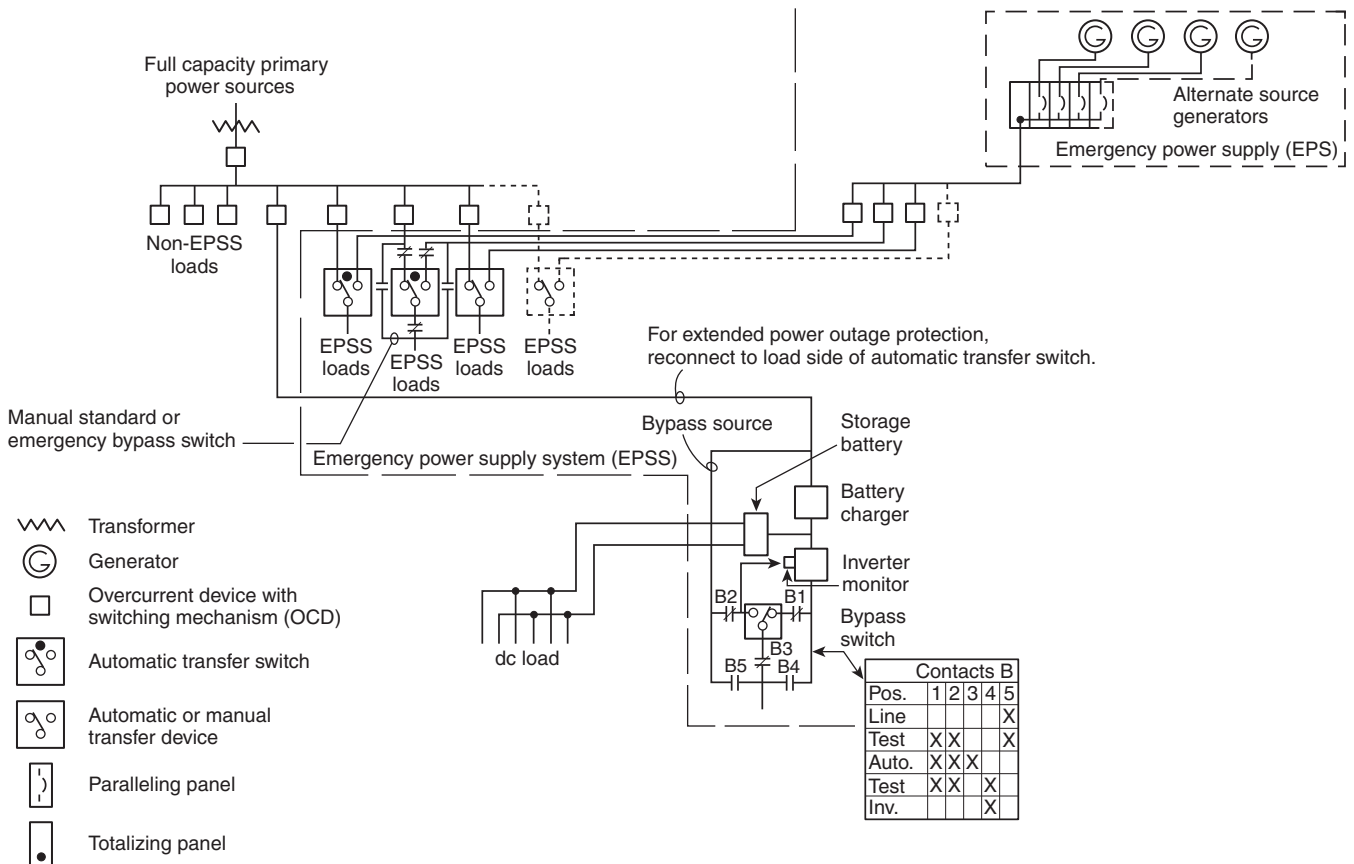 Full capacity primary
power sources
G G G G
Alternate source
generators
Emergency power supply (EPS)
Non-EPSS
loads
EPSS
loads
EPSS
loads
EPSS
loads
EPSS
loads
For extended power outage protection,
reconnect to load side of automatic transfer switch.
Manual standard or
emergency bypass switch
Bypass source
Storage
battery
Emergency power supply system (EPSS)
Battery
charger
Inverter
monitor
B2 B1
Bypass
switch
B3
B5 B4
dc load
Transformer
G Generator
Overcurrent device with
switching mechanism (OCD)
Automatic transfer switch
Automatic or manual
transfer device
Paralleling panel
Totalizing panel
Contacts B
Pos. 1 2 3 4 5
Line X
Test X X X
Auto. X X X
Test X X X
Inv. X